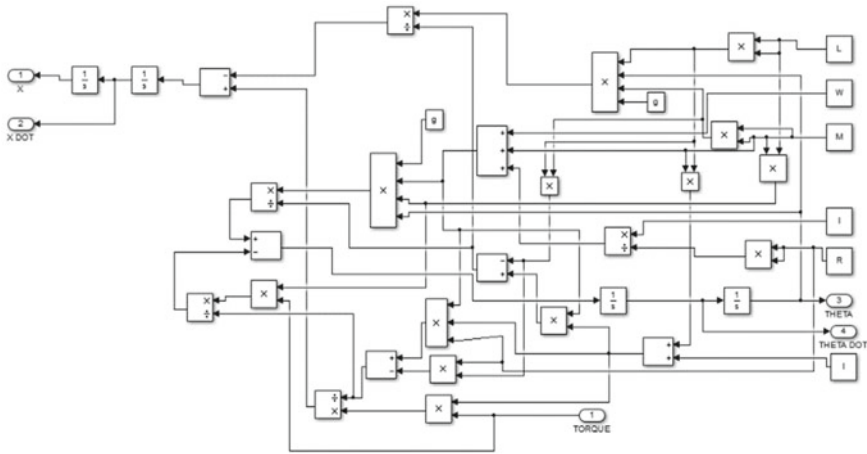 ×
÷
1
X
1
s
1
s
−
+
2
X DOT
×
g
×
L
W
M
+
+
+
g
×
×
×
×
×
×
÷
+
−
×
÷
I
×
R
−
+
×
÷
×
×
1
s
1
s
3
THETA
4
THETA DOT
×
×
+
−
×
+
+
I
÷
×
×
1
TORQUE